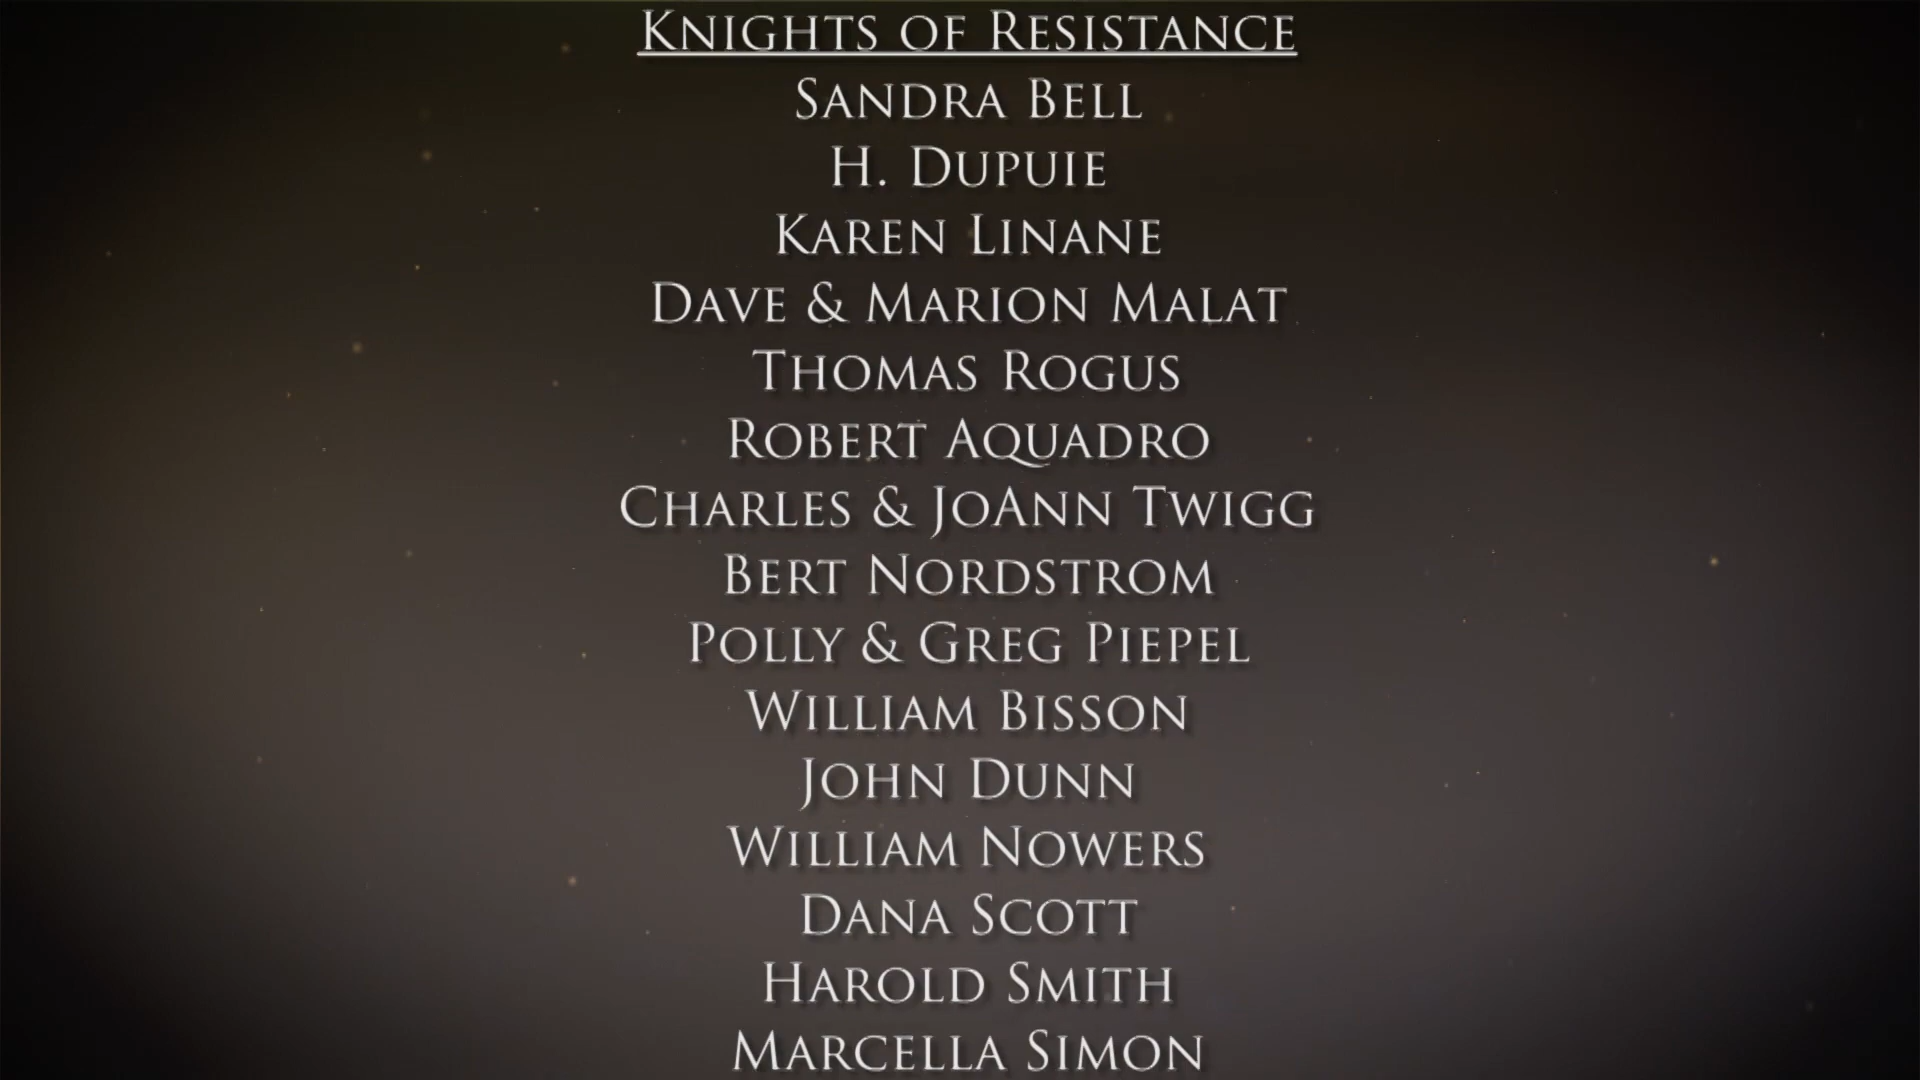 Knights of Resistance
Sandra Bell
H. Dupuie
Karen Linane
Dave & Marion Malat
Thomas Rogus
Robert Aquadro
Charles & JoAnn Twigg
Bert Nordstrom
Polly & Greg Piepel
William Bisson
John Dunn
William Nowers
Dana Scott
Harold Smith
Marcella Simon